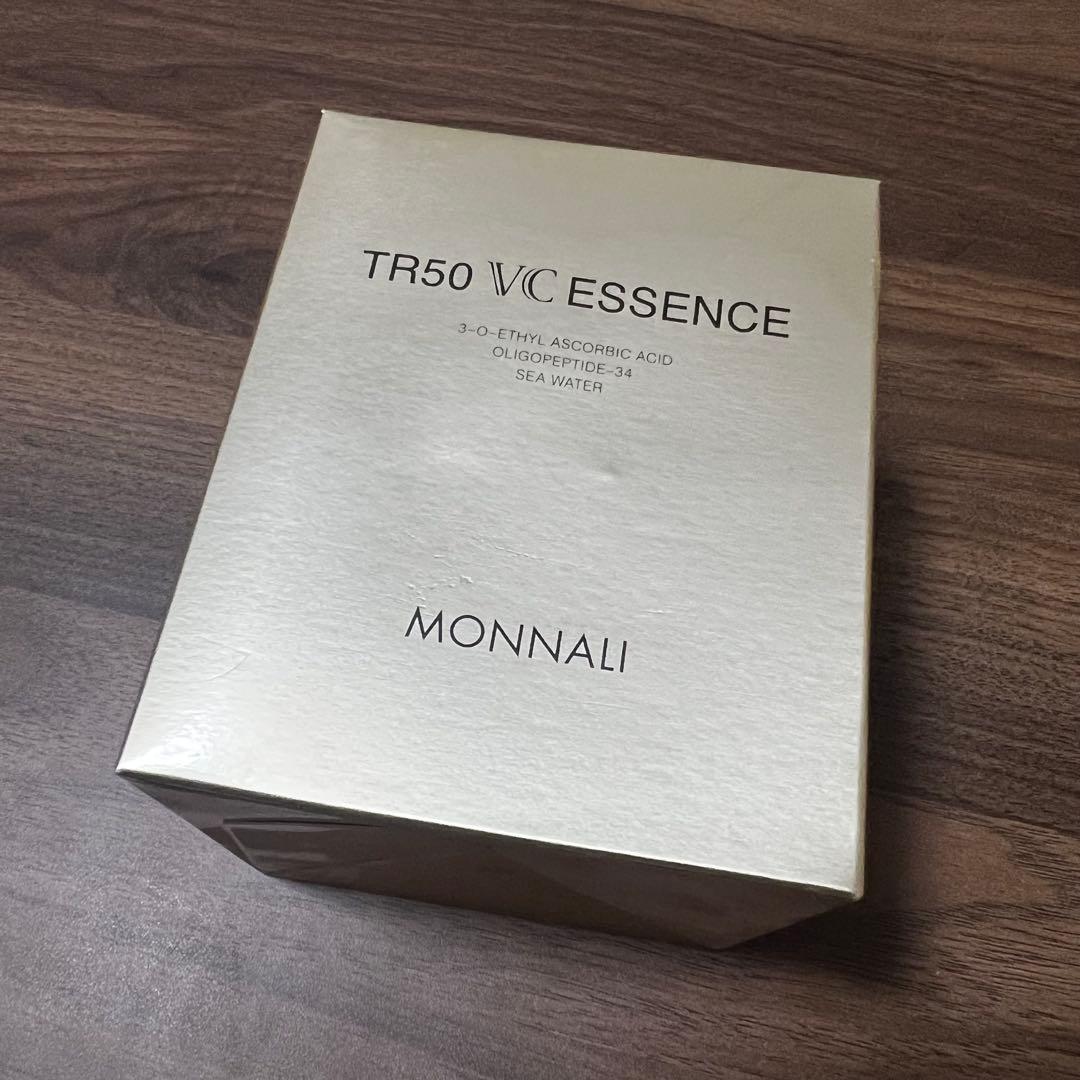 TR50 VC ESSENCE
3-O-ETHYL ASCORBIC ACID
OLIGOPEPTIDE-34
SEA WATER
MONNALI